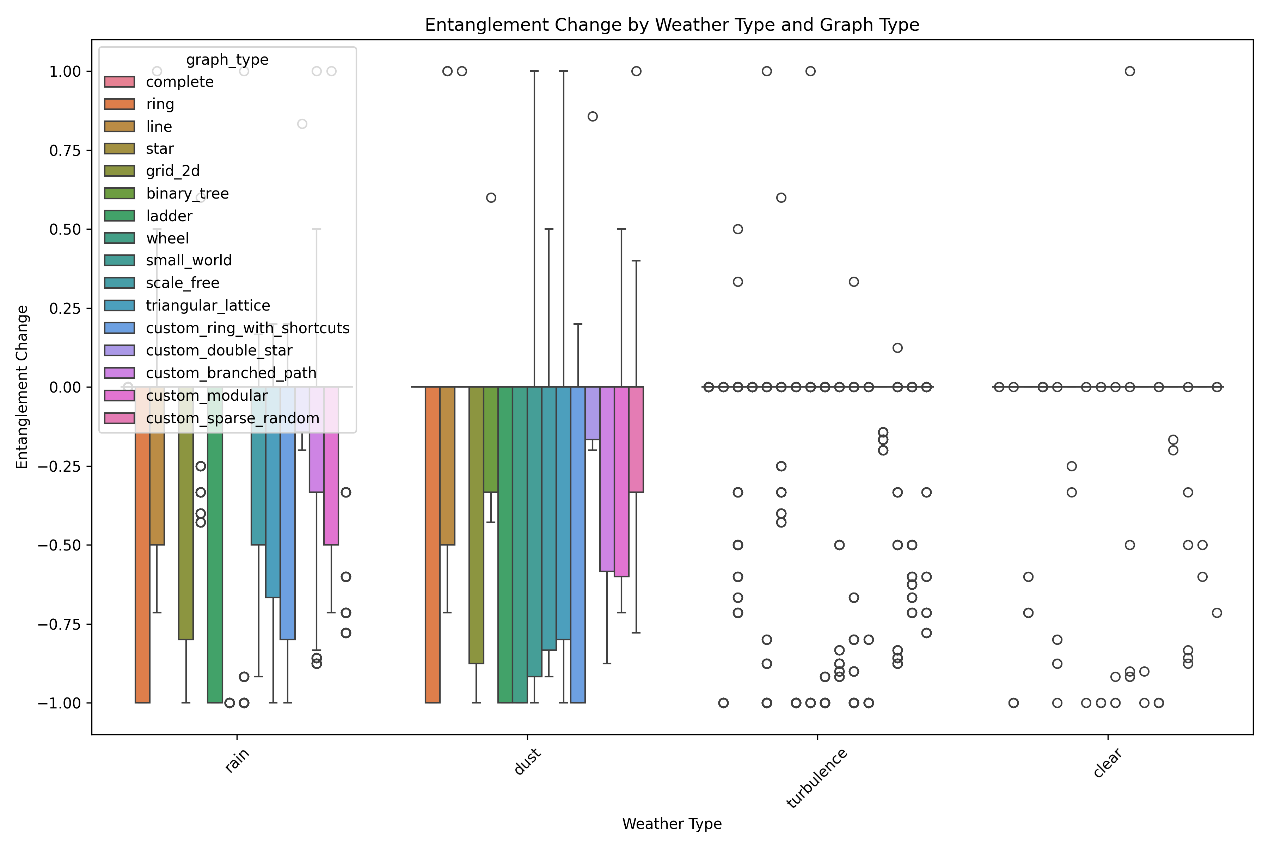 Entanglement Change by Weather Type and Graph Type
graph_type
complete
ring
line
star
grid_2d
binary_tree
ladder
wheel
small_world
scale_free
triangular_lattice
custom_ring_with_shortcuts
custom_double_star
custom_branched_path
custom_modular
custom_sparse_random
1.00
0.75
0.50
0.25
0.00
−0.25
−0.50
−0.75
−1.00
Entanglement Change
rain
dust
turbulence
clear
Weather Type